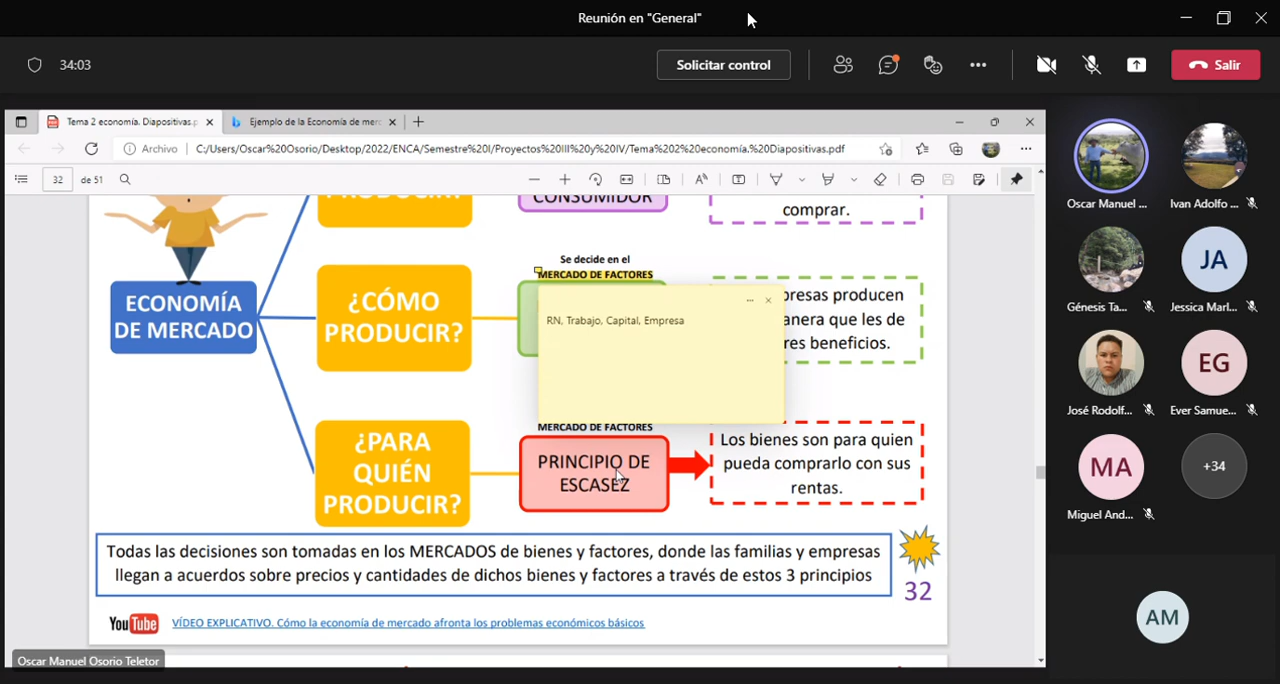 Reunión en "General"
34:03
Solicitar control
Salir
Tema 2 economía. Diapositivas.p
Ejemplo de la Economía de merc
Archivo
C:/Users/Oscar%20Osorio/Desktop/2022/ENCA/Semestre%20I/Proyectos%20III%20y%20IV/Tema%202%20economía.%20Diapositivas.pdf
32
de 51
CONSUMIDOR
comprar.
ECONOMÍA
DE MERCADO
¿CÓMO
PRODUCIR?
Se decide en el
MERCADO DE FACTORES
RN, Trabajo, Capital, Empresa
presas producen
anera que les de
res beneficios.
¿PARA
QUIÉN
PRODUCIR?
MERCADO DE FACTORES
PRINCIPIO DE
ESCASEZ
Los bienes son para quien
pueda comprarlo con sus
rentas.
Todas las decisiones son tomadas en los MERCADOS de bienes y factores, donde las familias y empresas
llegan a acuerdos sobre precios y cantidades de dichos bienes y factores a través de estos 3 principios
32
YouTube
VÍDEO EXPLICATIVO. Cómo la economía de mercado afronta los problemas económicos básicos
Oscar Manuel Osorio Teletor
Oscar Manuel ...
Ivan Adolfo ...
Génesis Ta...
JA
Jessica Marl...
José Rodolf...
EG
Ever Samue...
MA
Miguel And...
+34
AM